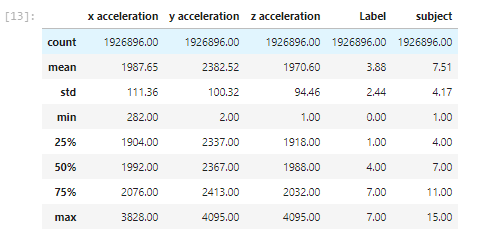 [13]:
x acceleration y acceleration z acceleration Label subject
count 1926896.00 1926896.00 1926896.00 1926896.00 1926896.00
mean 1987.65 2382.52 1970.60 3.88 7.51
std 111.36 100.32 94.46 2.44 4.17
min 282.00 2.00 1.00 0.00 1.00
25% 1904.00 2337.00 1918.00 1.00 4.00
50% 1992.00 2367.00 1988.00 4.00 7.00
75% 2076.00 2413.00 2032.00 7.00 11.00
max 3828.00 4095.00 4095.00 7.00 15.00